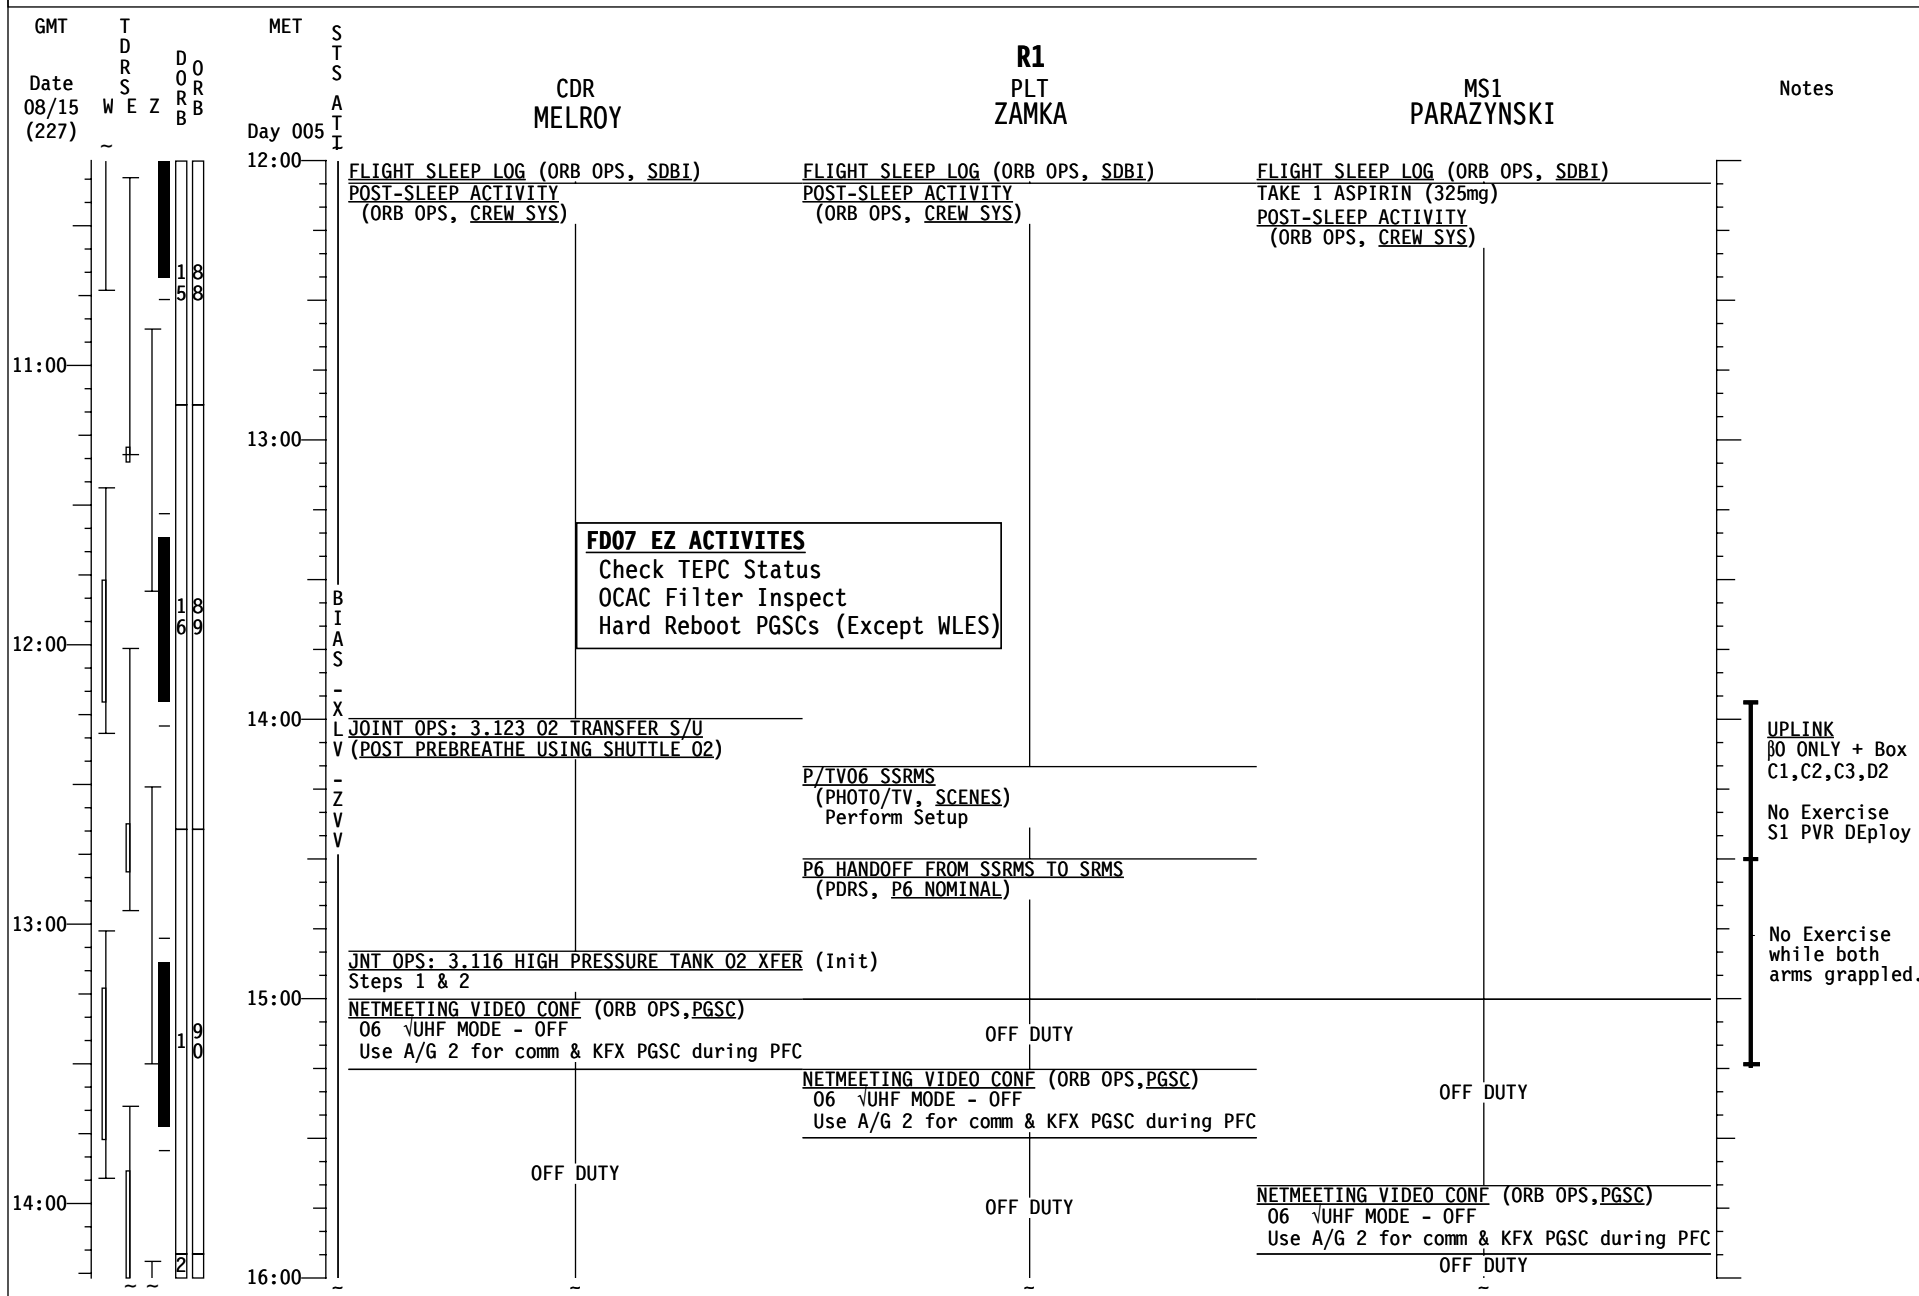 GMT
TDRS
DORB
ORB
MET
STS ATT
R1
Date
08/15
(227)
W E Z
Day 005
CDR
MELROY
PLT
ZAMKA
MS1
PARAZYNSKI
Notes
~
12:00
FLIGHT SLEEP LOG (ORB OPS, SDBI)
POST-SLEEP ACTIVITY
(ORB OPS, CREW SYS)
FLIGHT SLEEP LOG (ORB OPS, SDBI)
POST-SLEEP ACTIVITY
(ORB OPS, CREW SYS)
FLIGHT SLEEP LOG (ORB OPS, SDBI)
TAKE 1 ASPIRIN (325mg)
POST-SLEEP ACTIVITY
(ORB OPS, CREW SYS)
15
88
11:00
13:00
FD07 EZ ACTIVITES
Check TEPC Status
OCAC Filter Inspect
Hard Reboot PGSCs (Except WLES)
16
89
12:00
BIAS -XLV -ZVV
14:00
JOINT OPS: 3.123 O2 TRANSFER S/U
(POST PREBREATHE USING SHUTTLE O2)
P/TV06 SSRMS
(PHOTO/TV, SCENES)
Perform Setup
P6 HANDOFF FROM SSRMS TO SRMS
(PDRS, P6 NOMINAL)
UPLINK
β0 ONLY + Box
C1,C2,C3,D2
No Exercise
S1 PVR DEploy
No Exercise
while both
arms grappled.
13:00
JNT OPS: 3.116 HIGH PRESSURE TANK O2 XFER (Init)
Steps 1 & 2
15:00
NETMEETING VIDEO CONF (ORB OPS,PGSC)
O6 √UHF MODE - OFF
Use A/G 2 for comm & KFX PGSC during PFC
OFF DUTY
1
90
NETMEETING VIDEO CONF (ORB OPS,PGSC)
O6 √UHF MODE - OFF
Use A/G 2 for comm & KFX PGSC during PFC
OFF DUTY
OFF DUTY
OFF DUTY
14:00
NETMEETING VIDEO CONF (ORB OPS,PGSC)
O6 √UHF MODE - OFF
Use A/G 2 for comm & KFX PGSC during PFC
OFF DUTY
2
16:00
~ ~ ~ ~ ~ ~